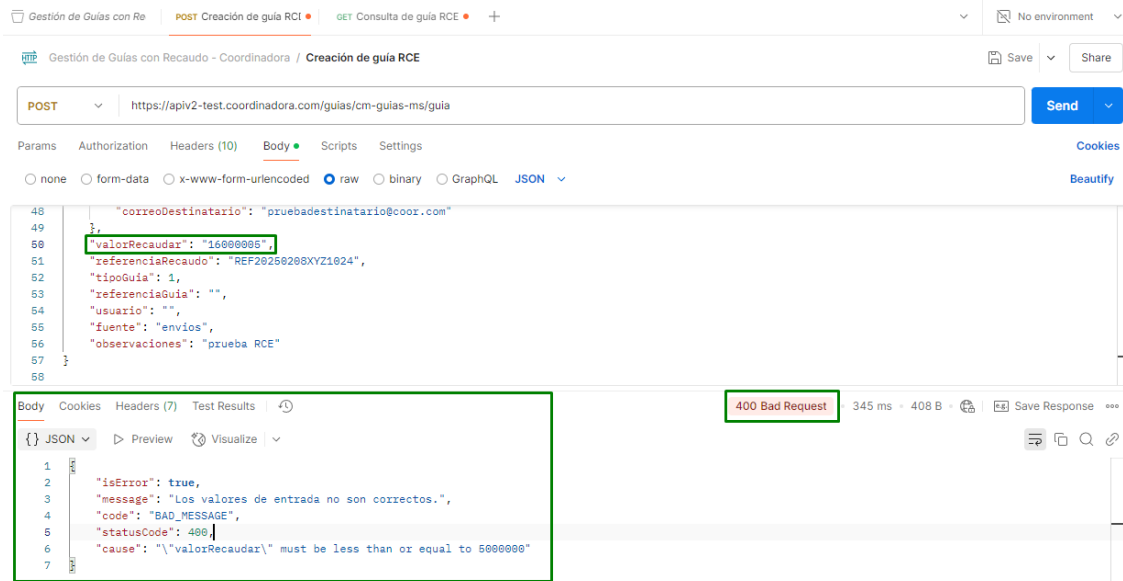 Gestión de Guías con Re POST Creación de guía RCI GET Consulta de guía RCE No environment
HTTP Gestión de Guías con Recaudo - Coordinadora / Creación de guía RCE Save Share
POST https://apiv2-test.coordinadora.com/guias/cm-guias-ms/guia Send
Params Authorization Headers (10) Body Scripts Settings Cookies
none form-data x-www-form-urlencoded raw binary GraphQL JSON Beautify
48 "correoDestinatario": "pruebadestinatario@coor.com"
49 },
50 "valorRecaudar": "16000005",
51 "referenciaRecaudo": "REF20250208XYZ1024",
52 "tipoGuia": 1,
53 "referenciaGuia": "",
54 "usuario": "",
55 "fuente": "envios",
56 "observaciones": "prueba RCE"
57 }
58
Body Cookies Headers (7) Test Results 400 Bad Request 345 ms 408 B e.g. Save Response
{} JSON Preview Visualize
1 {
2 "isError": true,
3 "message": "Los valores de entrada no son correctos.",
4 "code": "BAD_MESSAGE",
5 "statusCode": 400,
6 "cause": "\"valorRecaudar\" must be less than or equal to 5000000"
7 }